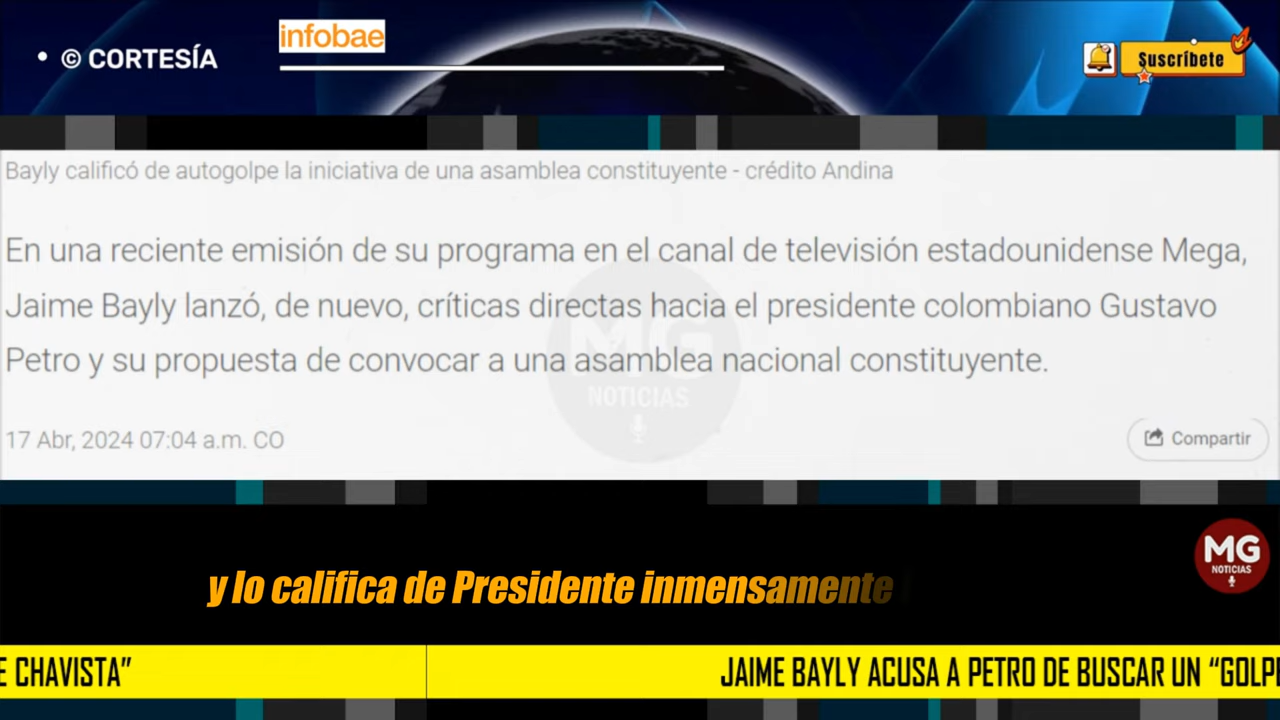 © CORTESÍA
infobae
Suscríbete
Bayly calificó de autogolpe la iniciativa de una asamblea constituyente - crédito Andina
En una reciente emisión de su programa en el canal de televisión estadounidense Mega,
Jaime Bayly lanzó, de nuevo, críticas directas hacia el presidente colombiano Gustavo
Petro y su propuesta de convocar a una asamblea nacional constituyente.
MG
NOTICIAS
17 Abr, 2024 07:04 a.m. CO
Compartir
MG
NOTICIAS
y lo califica de Presidente inmensamente
E CHAVISTA”
JAIME BAYLY ACUSA A PETRO DE BUSCAR UN “GOLPE